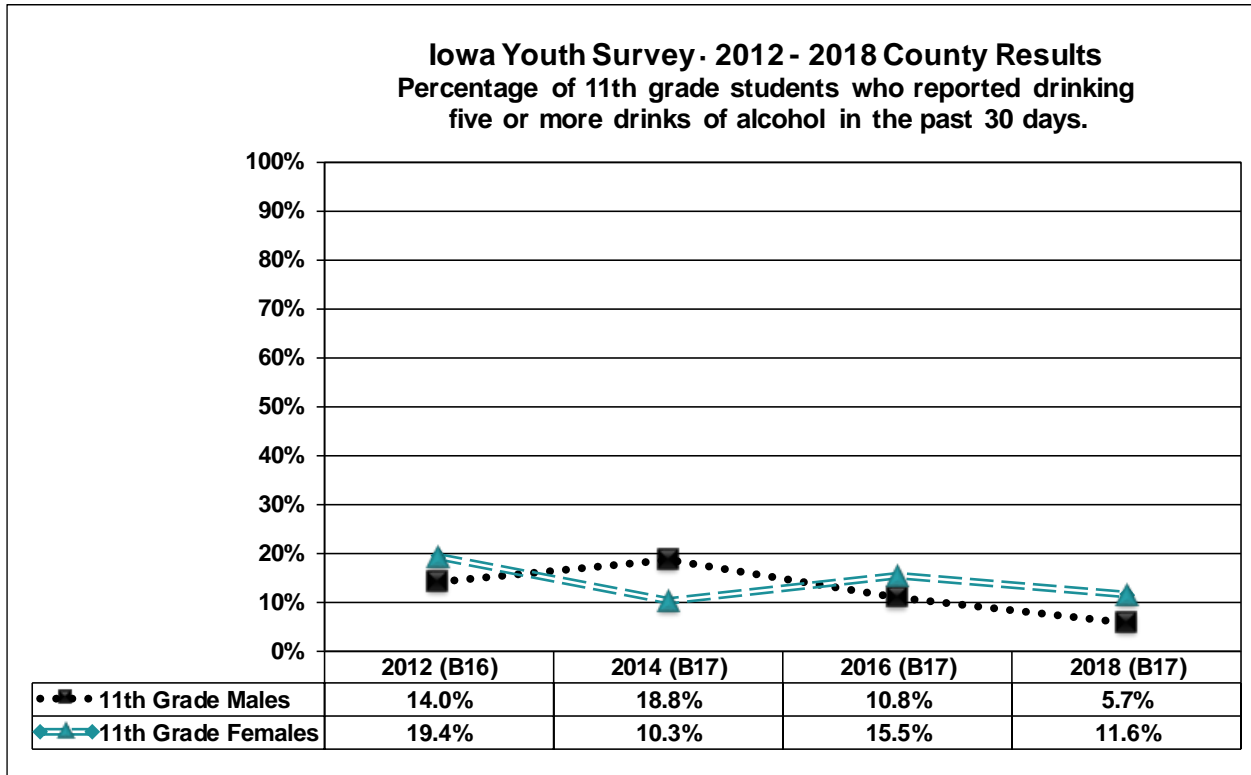 Iowa Youth Survey · 2012 - 2018 County Results
Percentage of 11th grade students who reported drinking
five or more drinks of alcohol in the past 30 days.
100%
90%
80%
70%
60%
50%
40%
30%
20%
10%
0%
2012 (B16) 2014 (B17) 2016 (B17) 2018 (B17)
11th Grade Males 14.0% 18.8% 10.8% 5.7%
11th Grade Females 19.4% 10.3% 15.5% 11.6%